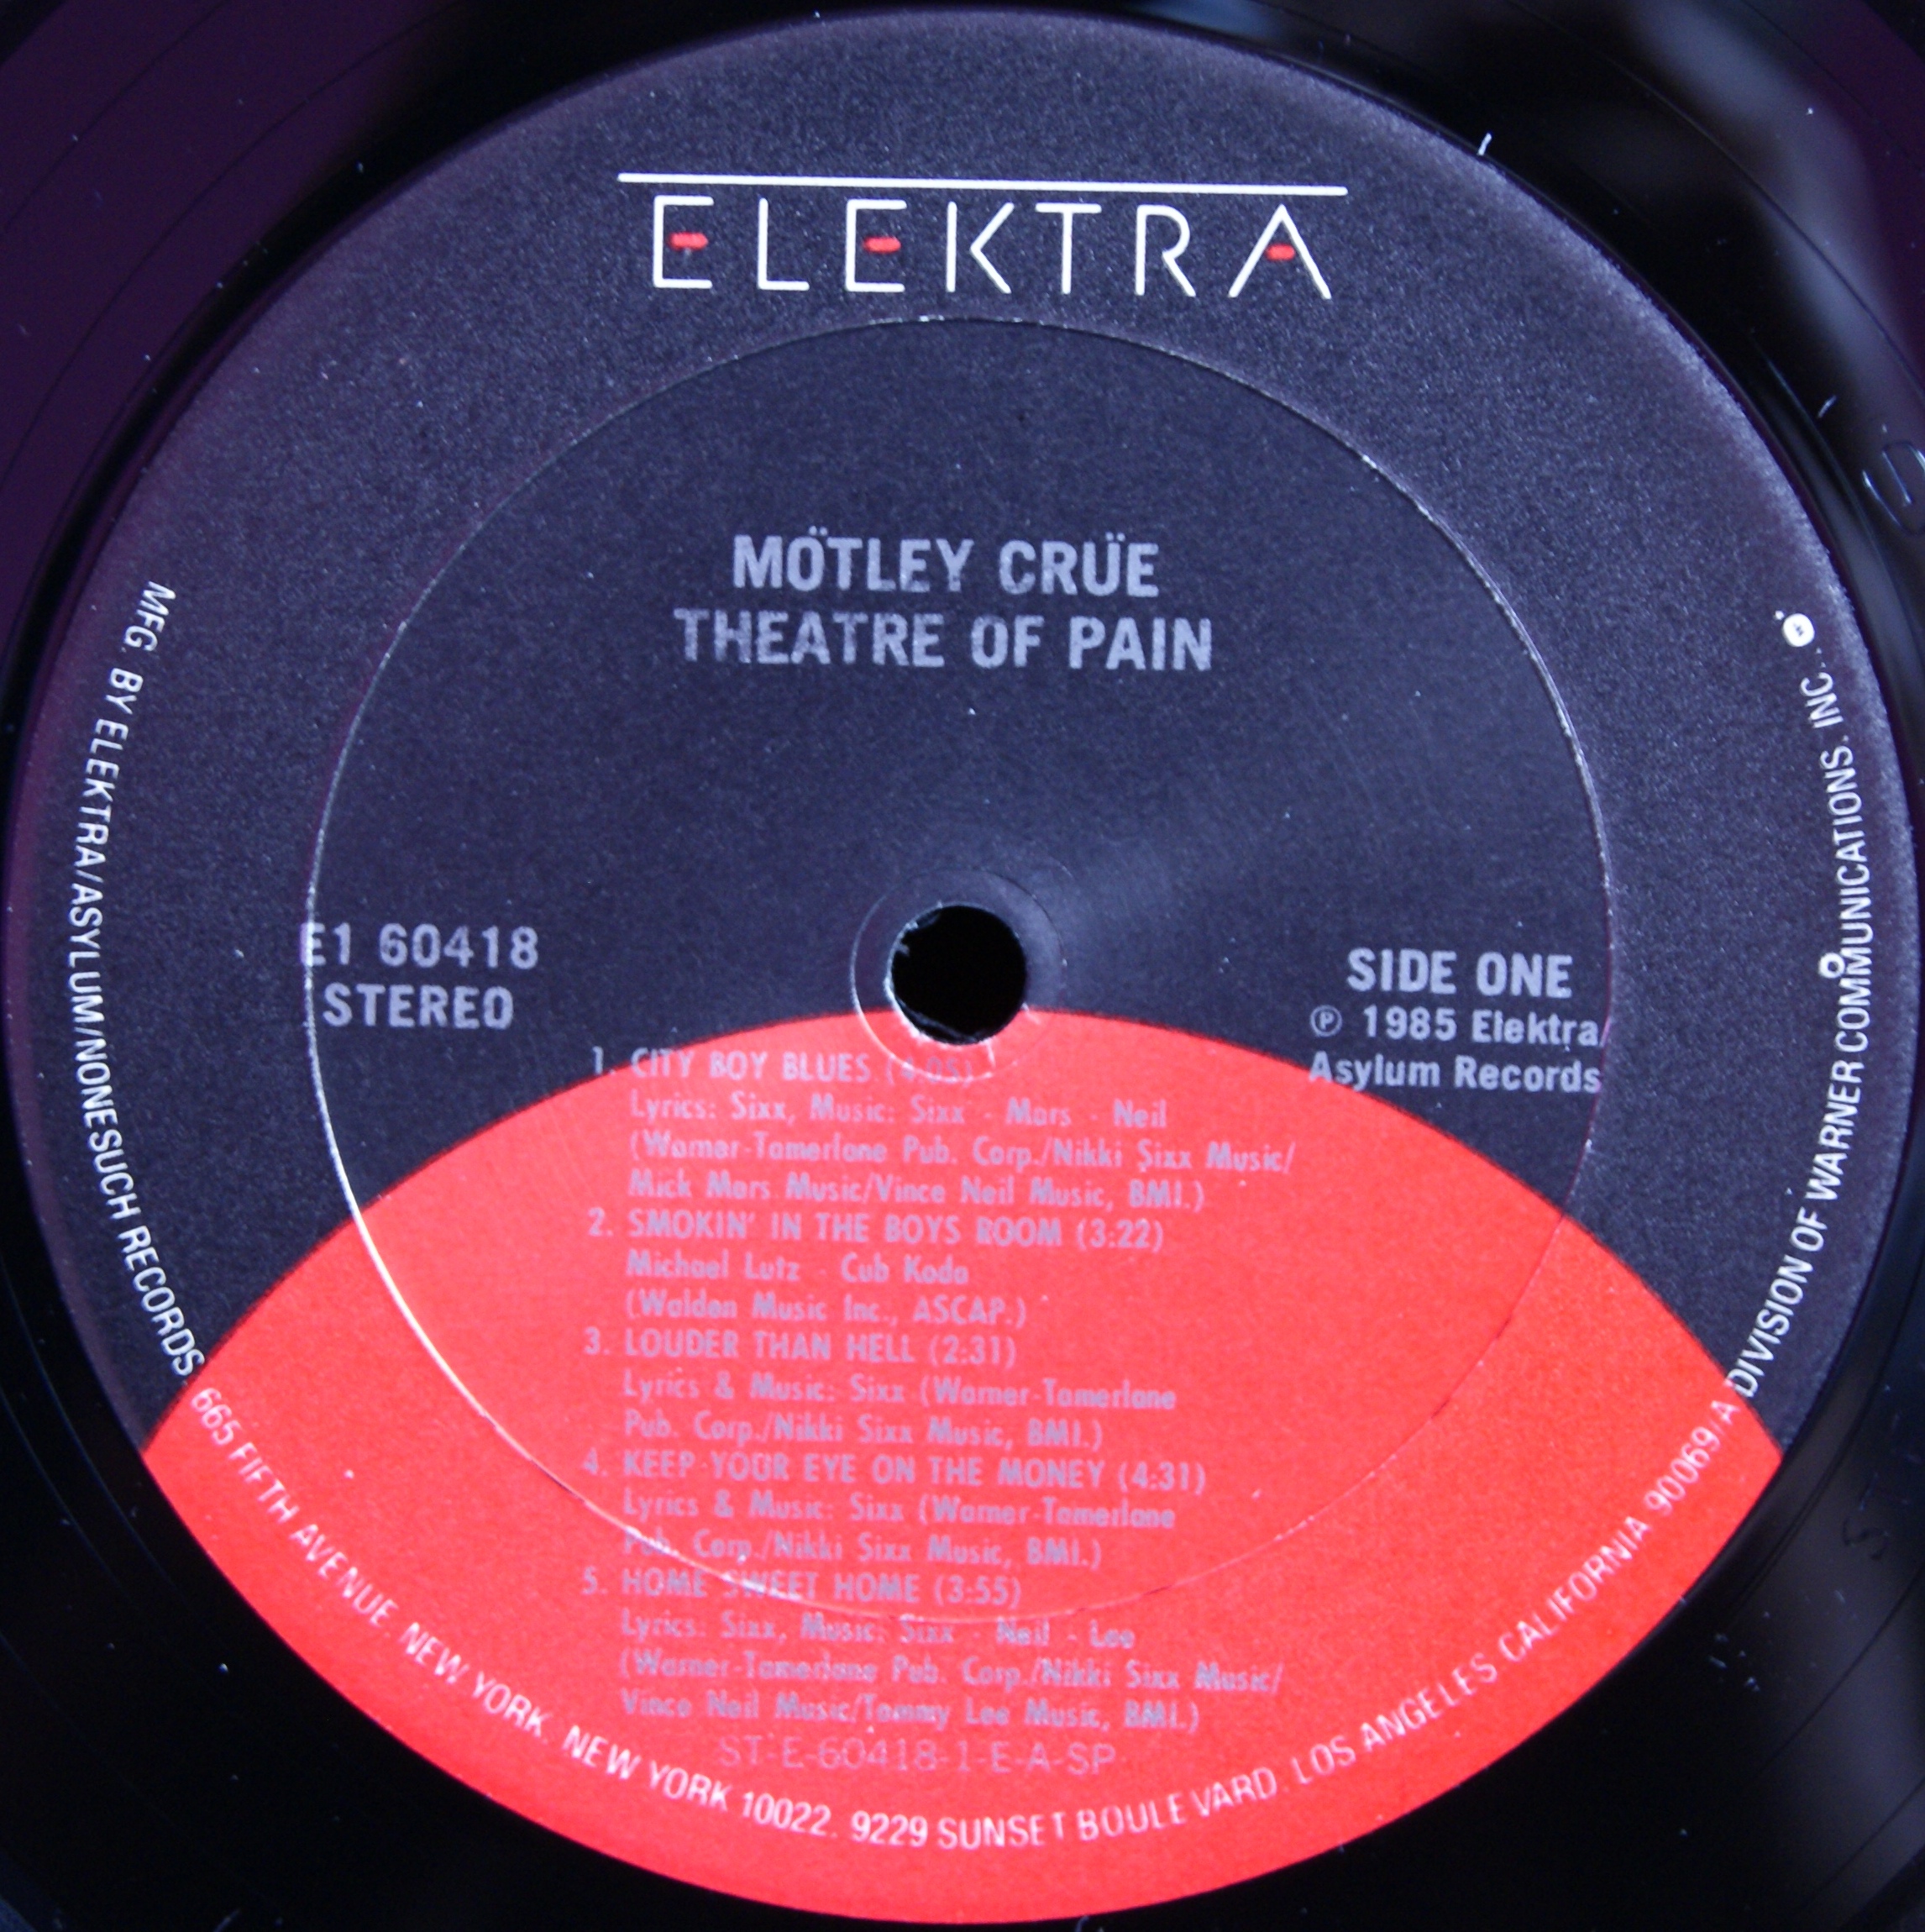 ELEKTRA
MÖTLEY CRÜE
THEATRE OF PAIN
E1 60418
STEREO
SIDE ONE
℗ 1985 Elektra/
Asylum Records
1. CITY BOY BLUES (4:05)
Lyrics: Sixx, Music: Sixx - Mars - Neil
(Warner-Tamerlane Pub. Corp./Nikki Sixx Music/
Mick Mars Music/Vince Neil Music, BMI.)
2. SMOKIN' IN THE BOYS ROOM (3:22)
Michael Lutz - Cub Koda
(Walden Music Inc., ASCAP.)
3. LOUDER THAN HELL (2:31)
Lyrics & Music: Sixx (Warner-Tamerlane
Pub. Corp./Nikki Sixx Music, BMI.)
4. KEEP YOUR EYE ON THE MONEY (4:31)
Lyrics & Music: Sixx (Warner-Tamerlane
Pub. Corp./Nikki Sixx Music, BMI.)
5. HOME SWEET HOME (3:55)
Lyrics: Sixx, Music: Sixx - Neil - Lee
(Warner-Tamerlane Pub. Corp./Nikki Sixx Music/
Vince Neil Music/Tommy Lee Music, BMI.)
ST-E-60418-1-E-A-SP
MFG. BY ELEKTRA/ASYLUM/NONESUCH RECORDS 665 FIFTH AVENUE. NEW YORK. NEW YORK 10022. 9229 SUNSET BOULEVARD. LOS ANGELES CALIFORNIA 90069/A DIVISION OF WARNER COMMUNICATIONS. INC.